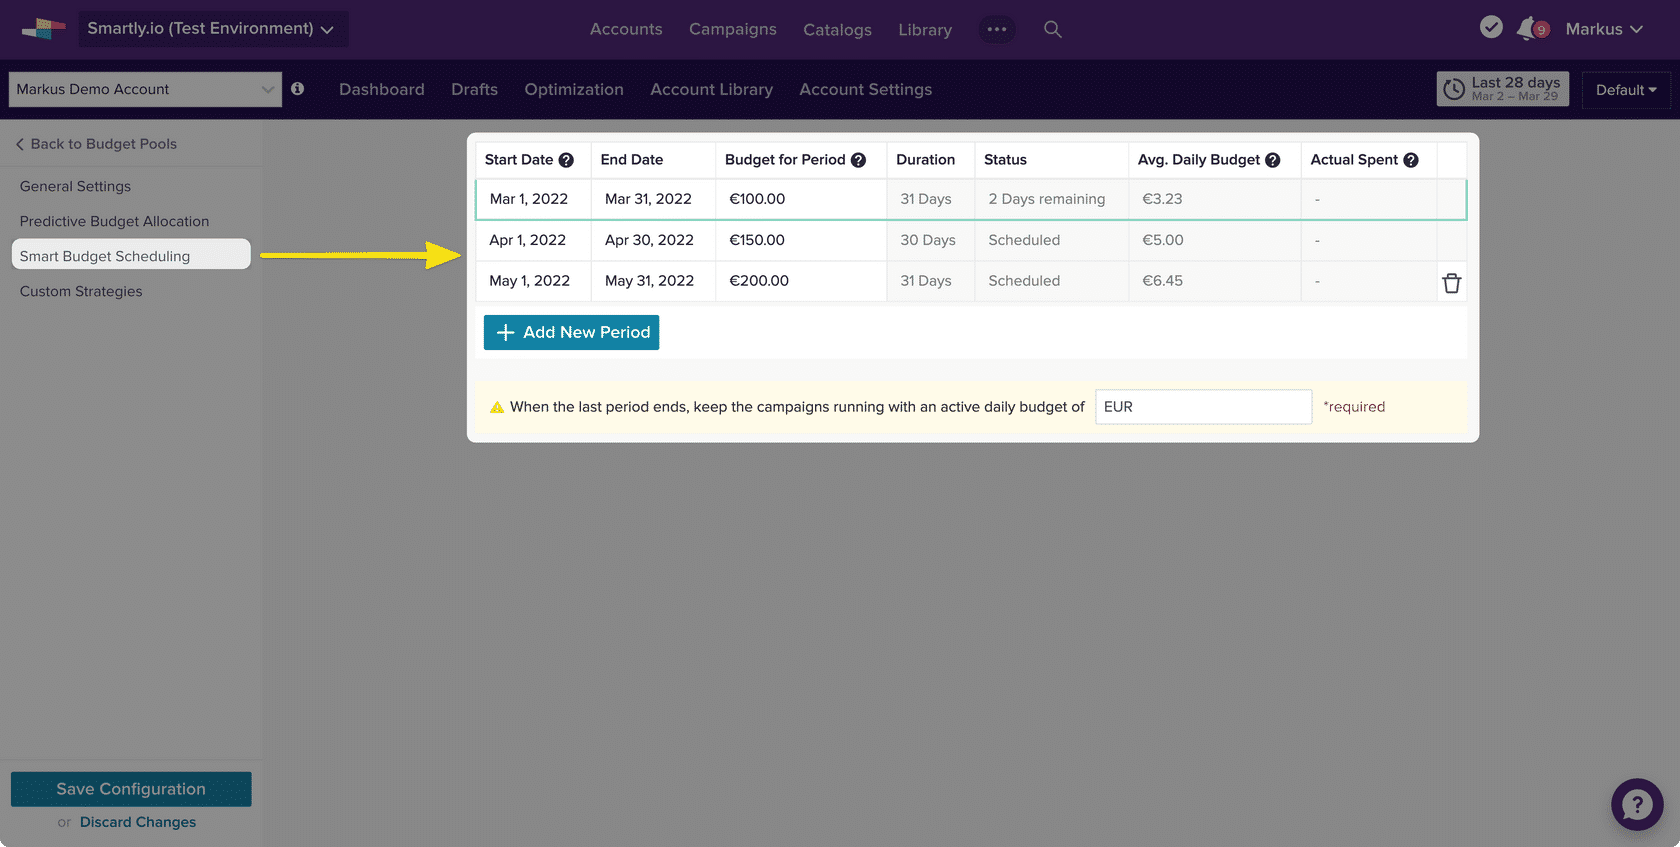 Smartly.io (Test Environment)
Accounts Campaigns Catalogs Library ••• 9 Markus
Markus Demo Account Dashboard Drafts Optimization Account Library Account Settings Last 28 days Default
Mar 2 – Mar 29
Back to Budget Pools
General Settings
Predictive Budget Allocation
Smart Budget Scheduling
Custom Strategies
Start Date ? End Date Budget for Period ? Duration Status Avg. Daily Budget ? Actual Spent ?
Mar 1, 2022 Mar 31, 2022 €100.00 31 Days 2 Days remaining €3.23 -
Apr 1, 2022 Apr 30, 2022 €150.00 30 Days Scheduled €5.00 -
May 1, 2022 May 31, 2022 €200.00 31 Days Scheduled €6.45 -
+ Add New Period
When the last period ends, keep the campaigns running with an active daily budget of EUR *required
Save Configuration
or Discard Changes
?